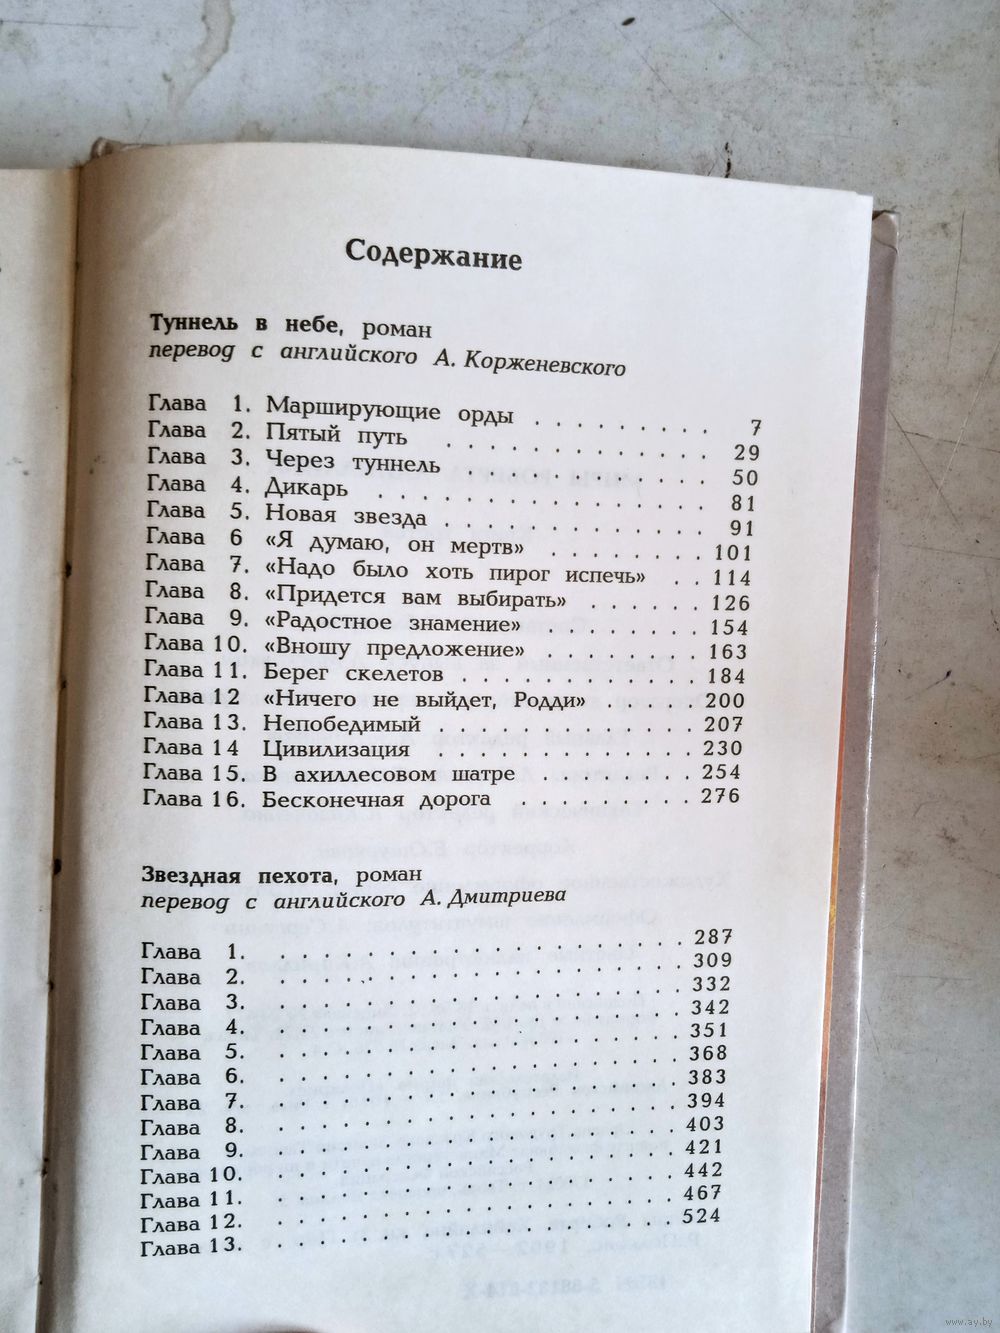 Содержание
Туннель в небе, роман
перевод с английского А. Корженевского
Глава 1. Марширующие орды . . . . . . . . . 7
Глава 2. Пятый путь . . . . . . . . . . . . 29
Глава 3. Через туннель . . . . . . . . . . . 50
Глава 4. Дикарь . . . . . . . . . . . . . . 81
Глава 5. Новая звезда . . . . . . . . . . . 91
Глава 6 «Я думаю, он мертв» . . . . . . . 101
Глава 7. «Надо было хоть пирог испечь» . . 114
Глава 8. «Придется вам выбирать» . . . . . 126
Глава 9. «Радостное знамение» . . . . . . . 154
Глава 10. «Вношу предложение» . . . . . . 163
Глава 11. Берег скелетов . . . . . . . . . . 184
Глава 12 «Ничего не выйдет, Родди» . . . . 200
Глава 13. Непобедимый . . . . . . . . . . . 207
Глава 14 Цивилизация . . . . . . . . . . . 230
Глава 15. В ахиллесовом шатре . . . . . . 254
Глава 16. Бесконечная дорога . . . . . . . 276
Звездная пехота, роман
перевод с английского А. Дмитриева
Глава 1. . . . . . . . . . . . . . . . . . 287
Глава 2. . . . . . . . . . . . . . . . . . 309
Глава 3. . . . . . . . . . . . . . . . . . 332
Глава 4. . . . . . . . . . . . . . . . . . 342
Глава 5. . . . . . . . . . . . . . . . . . 351
Глава 6. . . . . . . . . . . . . . . . . . 368
Глава 7. . . . . . . . . . . . . . . . . . 383
Глава 8. . . . . . . . . . . . . . . . . . 394
Глава 9. . . . . . . . . . . . . . . . . . 403
Глава 10. . . . . . . . . . . . . . . . . . 421
Глава 11. . . . . . . . . . . . . . . . . . 442
Глава 12. . . . . . . . . . . . . . . . . . 467
Глава 13. . . . . . . . . . . . . . . . . . 524
www.ay.by